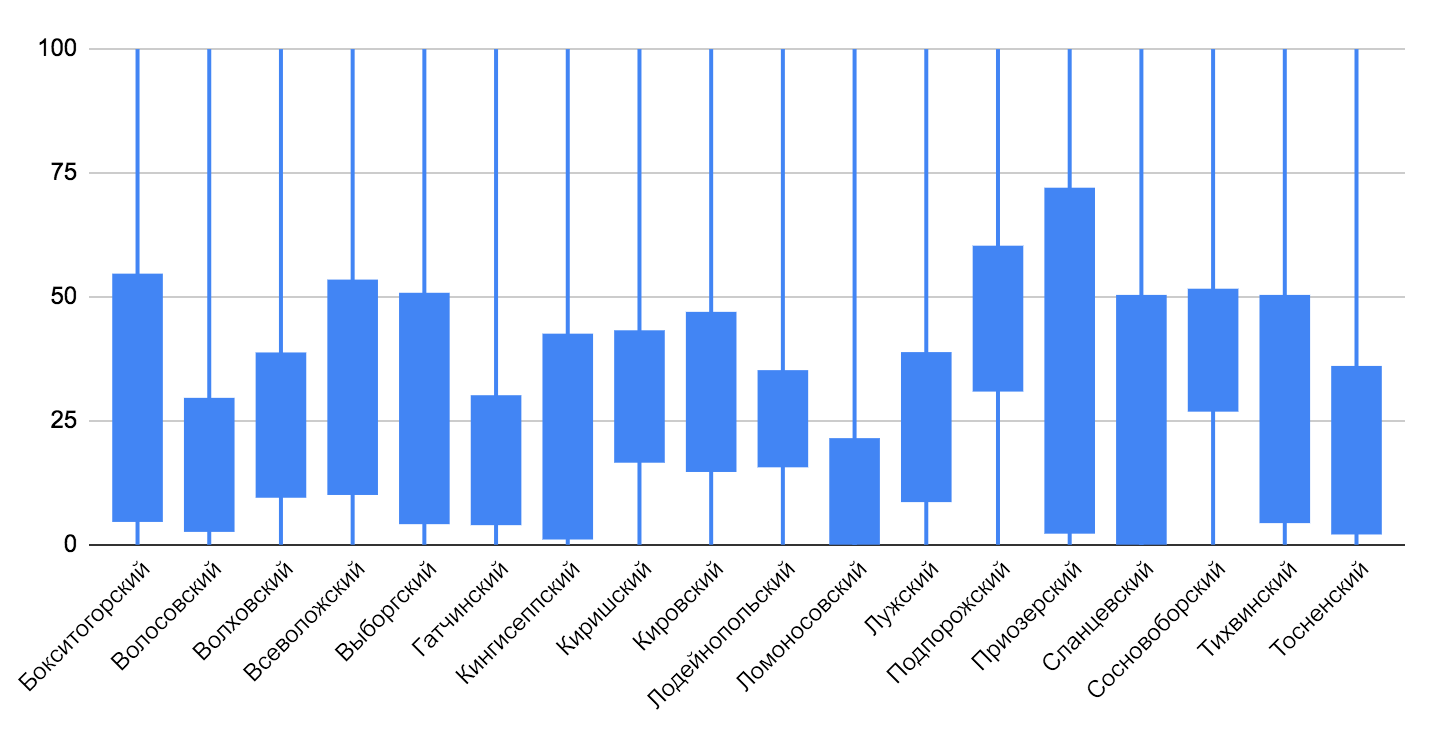 100
75
50
25
0
Бокситогорский
Волосовский
Волховский
Всеволожский
Выборгский
Гатчинский
Кингисеппский
Киришский
Кировский
Лодейнопольский
Ломоносовский
Лужский
Подпорожский
Приозерский
Сланцевский
Сосновоборский
Тихвинский
Тосненский